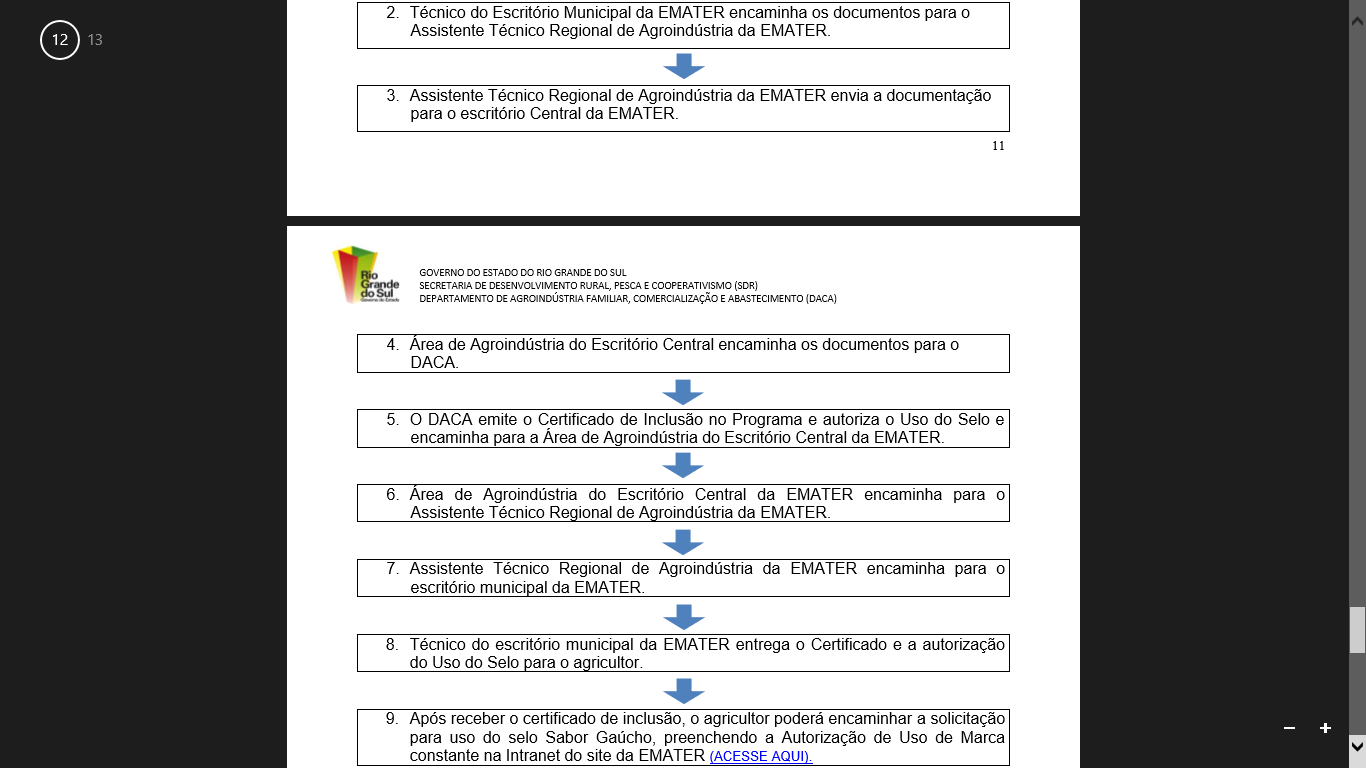 12 13
2. Técnico do Escritório Municipal da EMATER encaminha os documentos para o
Assistente Técnico Regional de Agroindústria da EMATER.
3. Assistente Técnico Regional de Agroindústria da EMATER envia a documentação
para o escritório Central da EMATER.
11
Rio
Grande
do Sul
Governo do Estado
GOVERNO DO ESTADO DO RIO GRANDE DO SUL
SECRETARIA DE DESENVOLVIMENTO RURAL, PESCA E COOPERATIVISMO (SDR)
DEPARTAMENTO DE AGROINDÚSTRIA FAMILIAR, COMERCIALIZAÇÃO E ABASTECIMENTO (DACA)
4. Área de Agroindústria do Escritório Central encaminha os documentos para o
DACA.
5. O DACA emite o Certificado de Inclusão no Programa e autoriza o Uso do Selo e
encaminha para a Área de Agroindústria do Escritório Central da EMATER.
6. Área de Agroindústria do Escritório Central da EMATER encaminha para o
Assistente Técnico Regional de Agroindústria da EMATER.
7. Assistente Técnico Regional de Agroindústria da EMATER encaminha para o
escritório municipal da EMATER.
8. Técnico do escritório municipal da EMATER entrega o Certificado e a autorização
do Uso do Selo para o agricultor.
9. Após receber o certificado de inclusão, o agricultor poderá encaminhar a solicitação
para uso do selo Sabor Gaúcho, preenchendo a Autorização de Uso de Marca
constante na Intranet do site da EMATER (ACESSE AQUI).